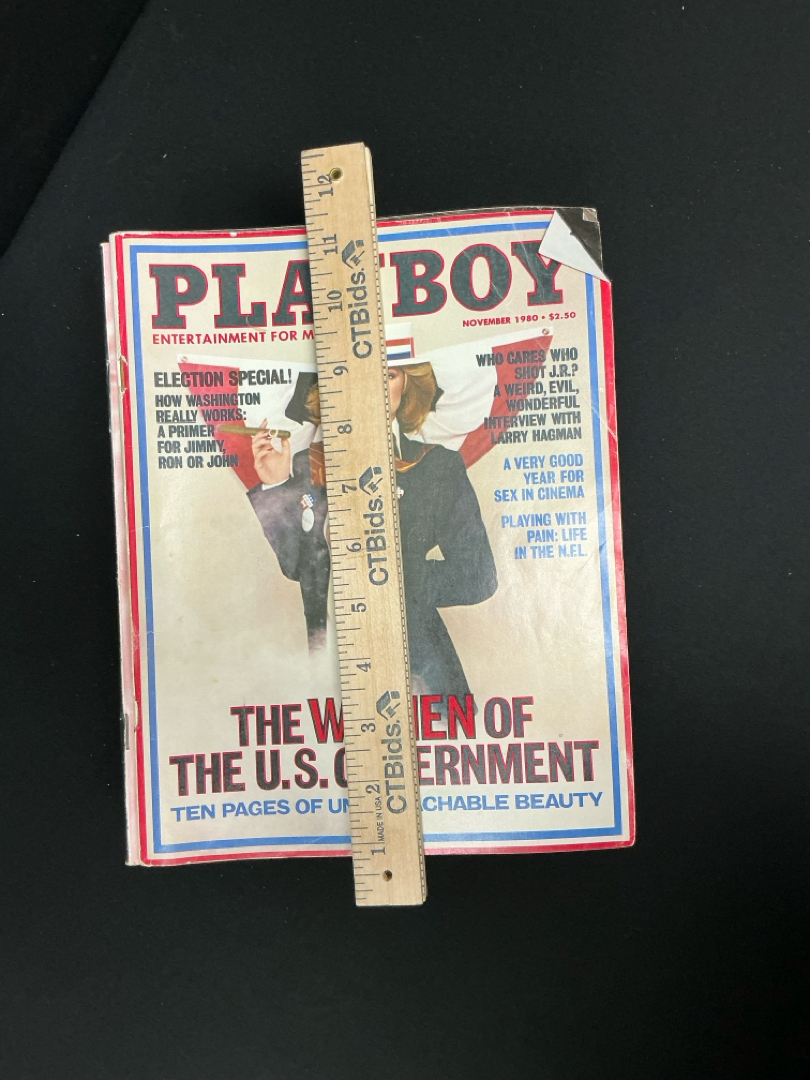 PLA BOY
ENTERTAINMENT FOR M
NOVEMBER 1980 • $2.50
ELECTION SPECIAL!
HOW WASHINGTON
REALLY WORKS:
A PRIMER
FOR JIMMY,
RON OR JOHN
WHO CARES WHO
SHOT J.R.?
A WEIRD, EVIL,
WONDERFUL
INTERVIEW WITH
LARRY HAGMAN
A VERY GOOD
YEAR FOR
SEX IN CINEMA
PLAYING WITH
PAIN: LIFE
IN THE N.F.L.
THE W MEN OF
THE U.S. G ERNMENT
TEN PAGES OF UN CHABLE BEAUTY
1 2 3 4 5 6 7 8 9 10 11 12
MADE IN USA
CTBids.
CTBids.
CTBids.